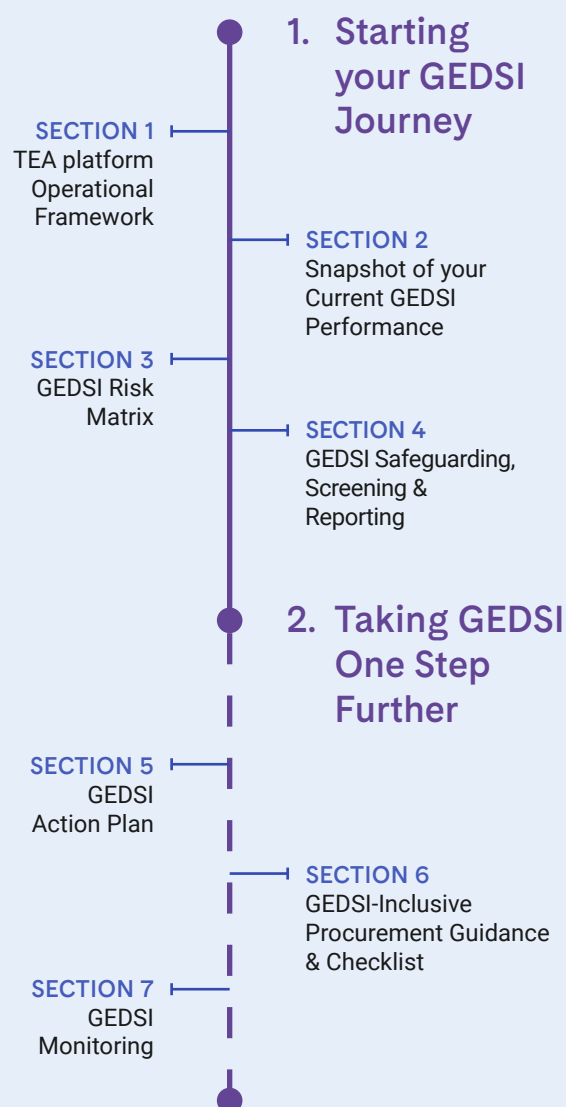 1. Starting
your GEDSI
Journey
SECTION 1
TEA platform
Operational
Framework
SECTION 2
Snapshot of your
Current GEDSI
Performance
SECTION 3
GEDSI Risk
Matrix
SECTION 4
GEDSI Safeguarding,
Screening &
Reporting
2. Taking GEDSI
One Step
Further
SECTION 5
GEDSI
Action Plan
SECTION 6
GEDSI-Inclusive
Procurement Guidance
& Checklist
SECTION 7
GEDSI
Monitoring